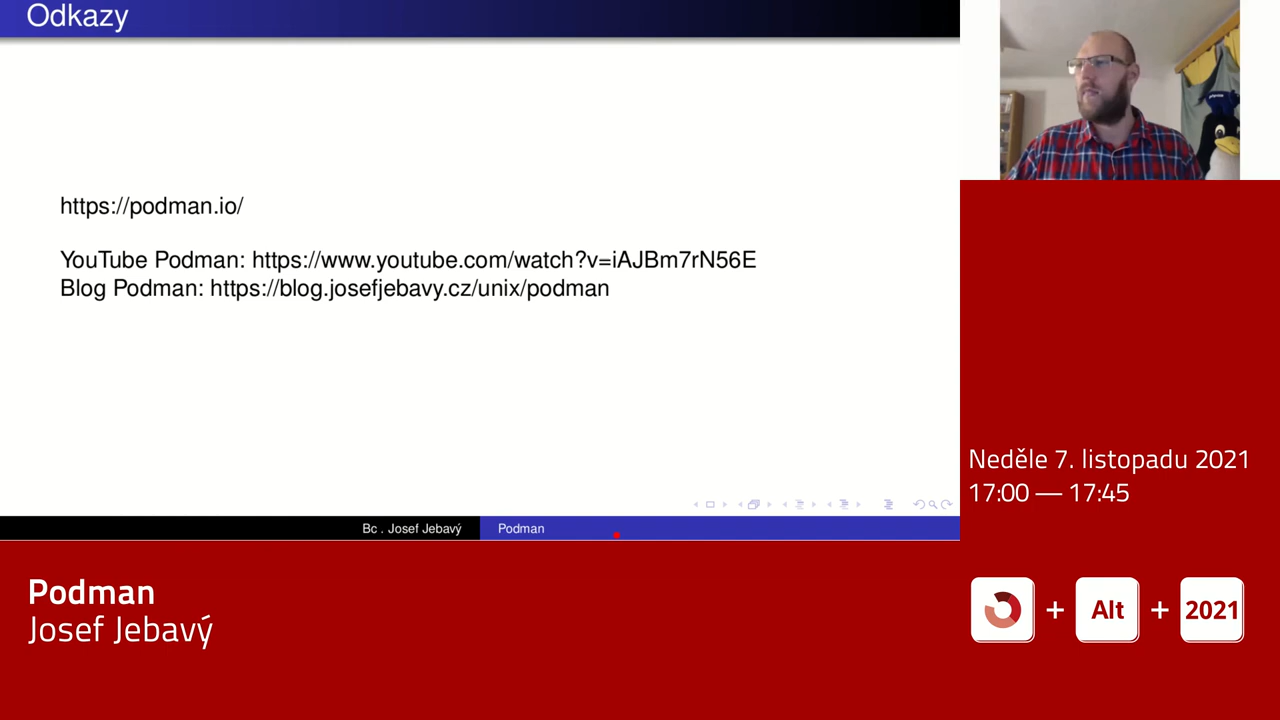 Odkazy
https://podman.io/
YouTube Podman: https://www.youtube.com/watch?v=iAJBm7rN56E
Blog Podman: https://blog.josefjebavy.cz/unix/podman
Bc . Josef Jebavý Podman
Neděle 7. listopadu 2021
17:00 — 17:45
Podman
Josef Jebavý
+ Alt + 2021